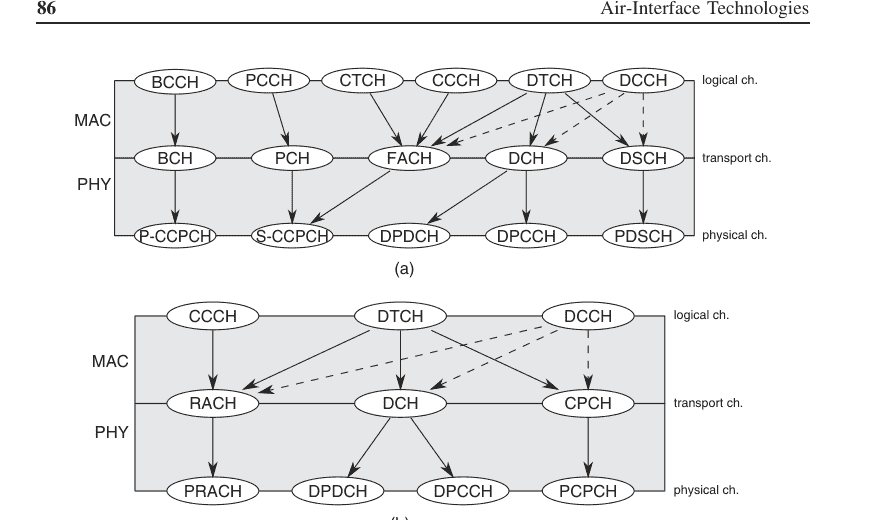 86 Air-Interface Technologies
BCCH PCCH CTCH CCCH DTCH DCCH logical ch.
MAC
BCH PCH FACH DCH DSCH transport ch.
PHY
P-CCPCH S-CCPCH DPDCH DPCCH PDSCH physical ch.
(a)
CCCH DTCH DCCH logical ch.
MAC
RACH DCH CPCH transport ch.
PHY
PRACH DPDCH DPCCH PCPCH physical ch.